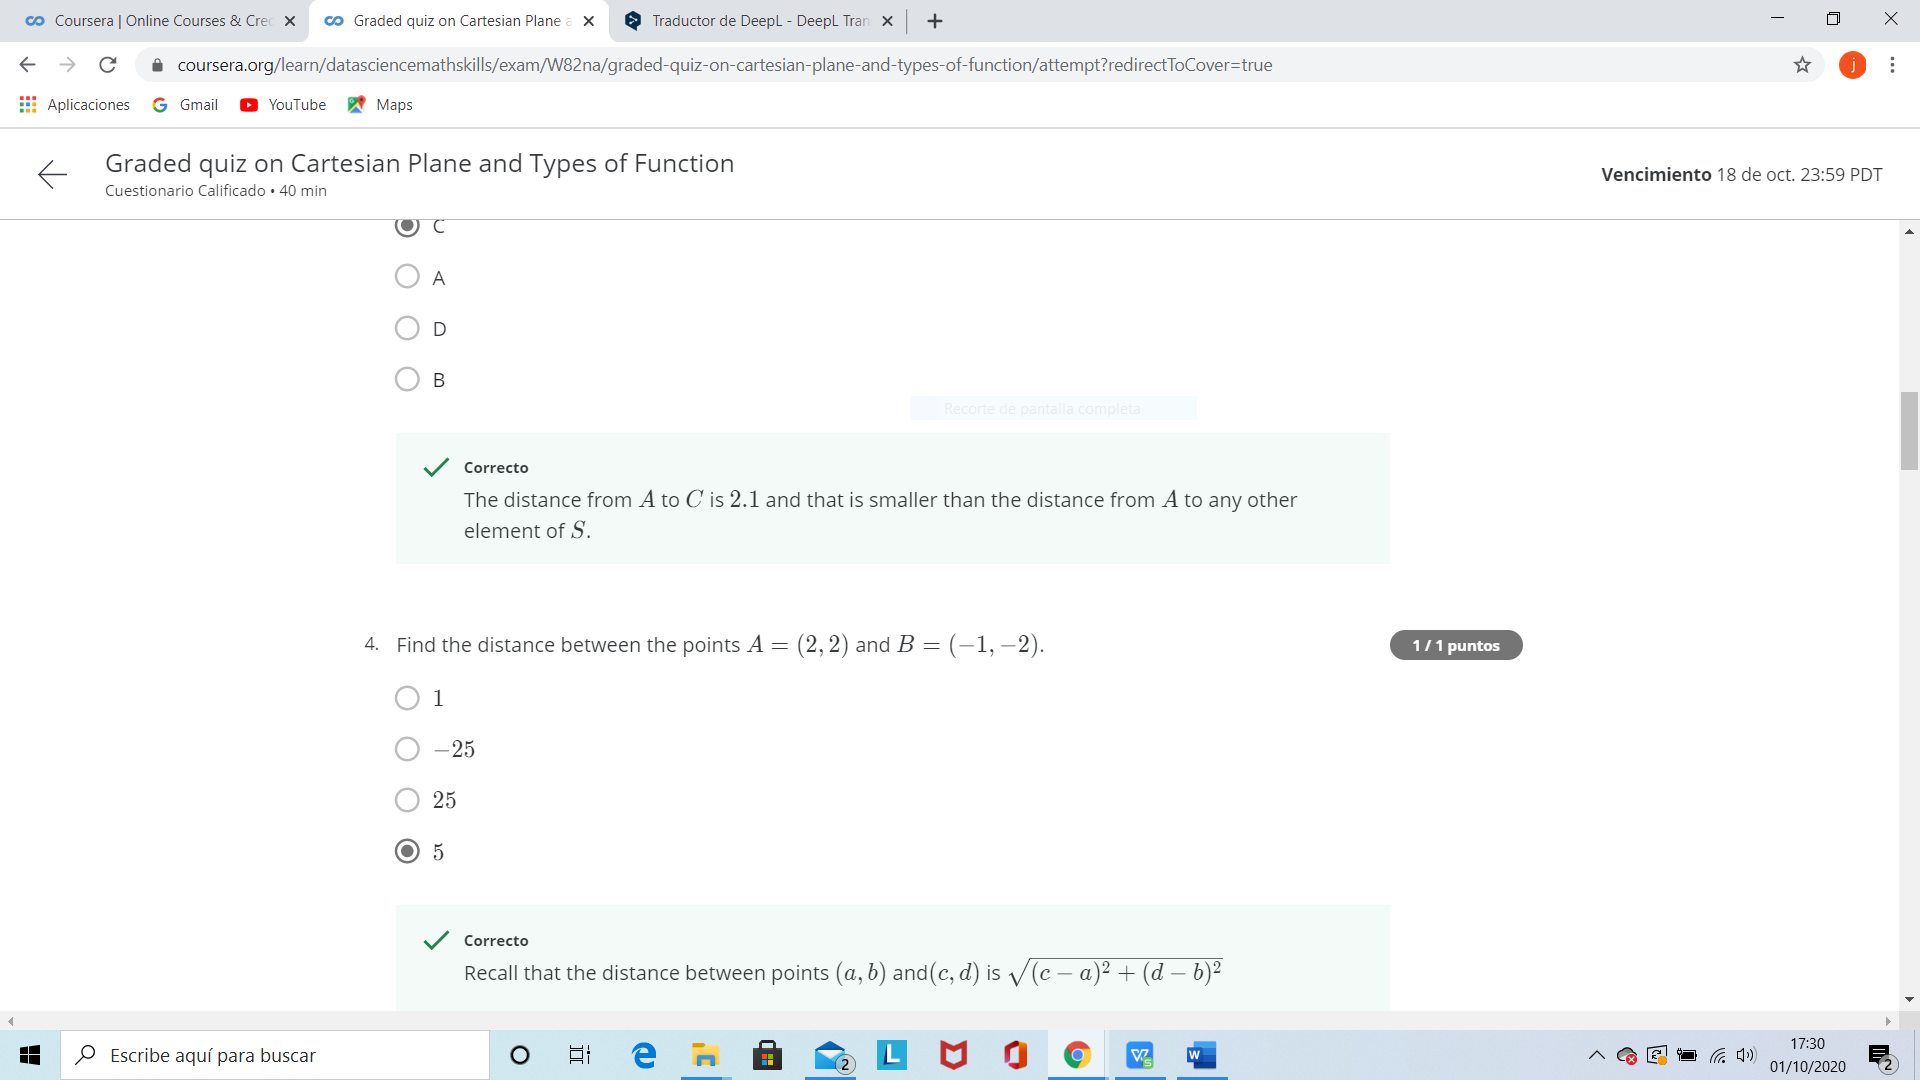 Coursera | Online Courses & Cred
Graded quiz on Cartesian Plane a
Traductor de DeepL - DeepL Tran
coursera.org/learn/datasciencemathskills/exam/W82na/graded-quiz-on-cartesian-plane-and-types-of-function/attempt?redirectToCover=true
j
Aplicaciones
Gmail
YouTube
Maps
Graded quiz on Cartesian Plane and Types of Function
Cuestionario Calificado • 40 min
Vencimiento 18 de oct. 23:59 PDT
C
A
D
B
Recorte de pantalla completa
Correcto
The distance from A to C is 2.1 and that is smaller than the distance from A to any other
element of S.
4. Find the distance between the points A = (2, 2) and B = (−1, −2).
1 / 1 puntos
1
−25
25
5
Correcto
Recall that the distance between points (a, b) and(c, d) is √(c − a)² + (d − b)²
Escribe aquí para buscar
2
L
W
17:30
01/10/2020
2